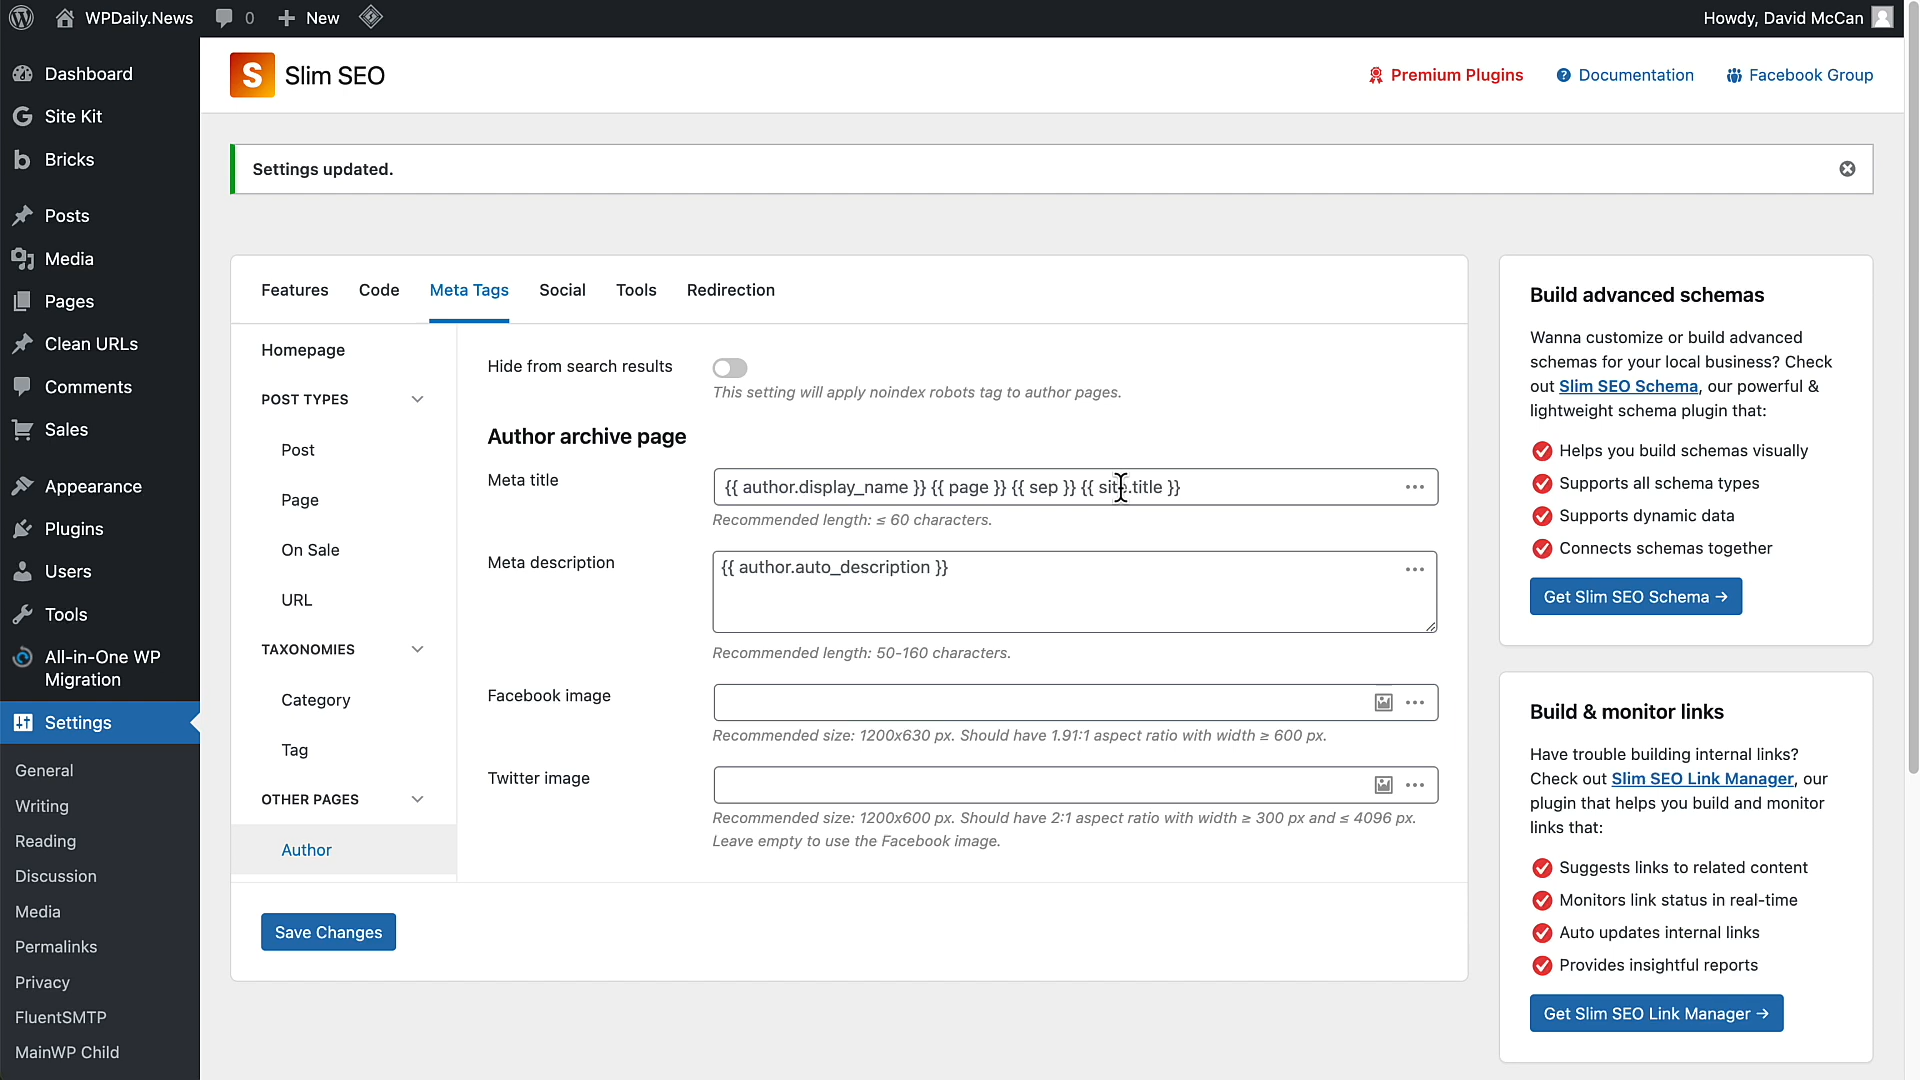 WPDaily.News
0
New
Howdy, David McCan
Dashboard
Site Kit
Bricks
Posts
Media
Pages
Clean URLs
Comments
Sales
Appearance
Plugins
Users
Tools
All-in-One WP
Migration
Settings
General
Writing
Reading
Discussion
Media
Permalinks
Privacy
FluentSMTP
MainWP Child
S
Slim SEO
Premium Plugins
Documentation
Facebook Group
Settings updated.
Features
Code
Meta Tags
Social
Tools
Redirection
Homepage
POST TYPES
Post
Page
On Sale
URL
TAXONOMIES
Category
Tag
OTHER PAGES
Author
Hide from search results
This setting will apply noindex robots tag to author pages.
Author archive page
Meta title
{{ author.display_name }} {{ page }} {{ sep }} {{ site.title }}
Recommended length: ≤ 60 characters.
Meta description
{{ author.auto_description }}
Recommended length: 50-160 characters.
Facebook image
Recommended size: 1200x630 px. Should have 1.91:1 aspect ratio with width ≥ 600 px.
Twitter image
Recommended size: 1200x600 px. Should have 2:1 aspect ratio with width ≥ 300 px and ≤ 4096 px.
Leave empty to use the Facebook image.
Save Changes
Build advanced schemas
Wanna customize or build advanced
schemas for your local business? Check
out Slim SEO Schema, our powerful &
lightweight schema plugin that:
Helps you build schemas visually
Supports all schema types
Supports dynamic data
Connects schemas together
Get Slim SEO Schema →
Build & monitor links
Have trouble building internal links?
Check out Slim SEO Link Manager, our
plugin that helps you build and monitor
links that:
Suggests links to related content
Monitors link status in real-time
Auto updates internal links
Provides insightful reports
Get Slim SEO Link Manager →